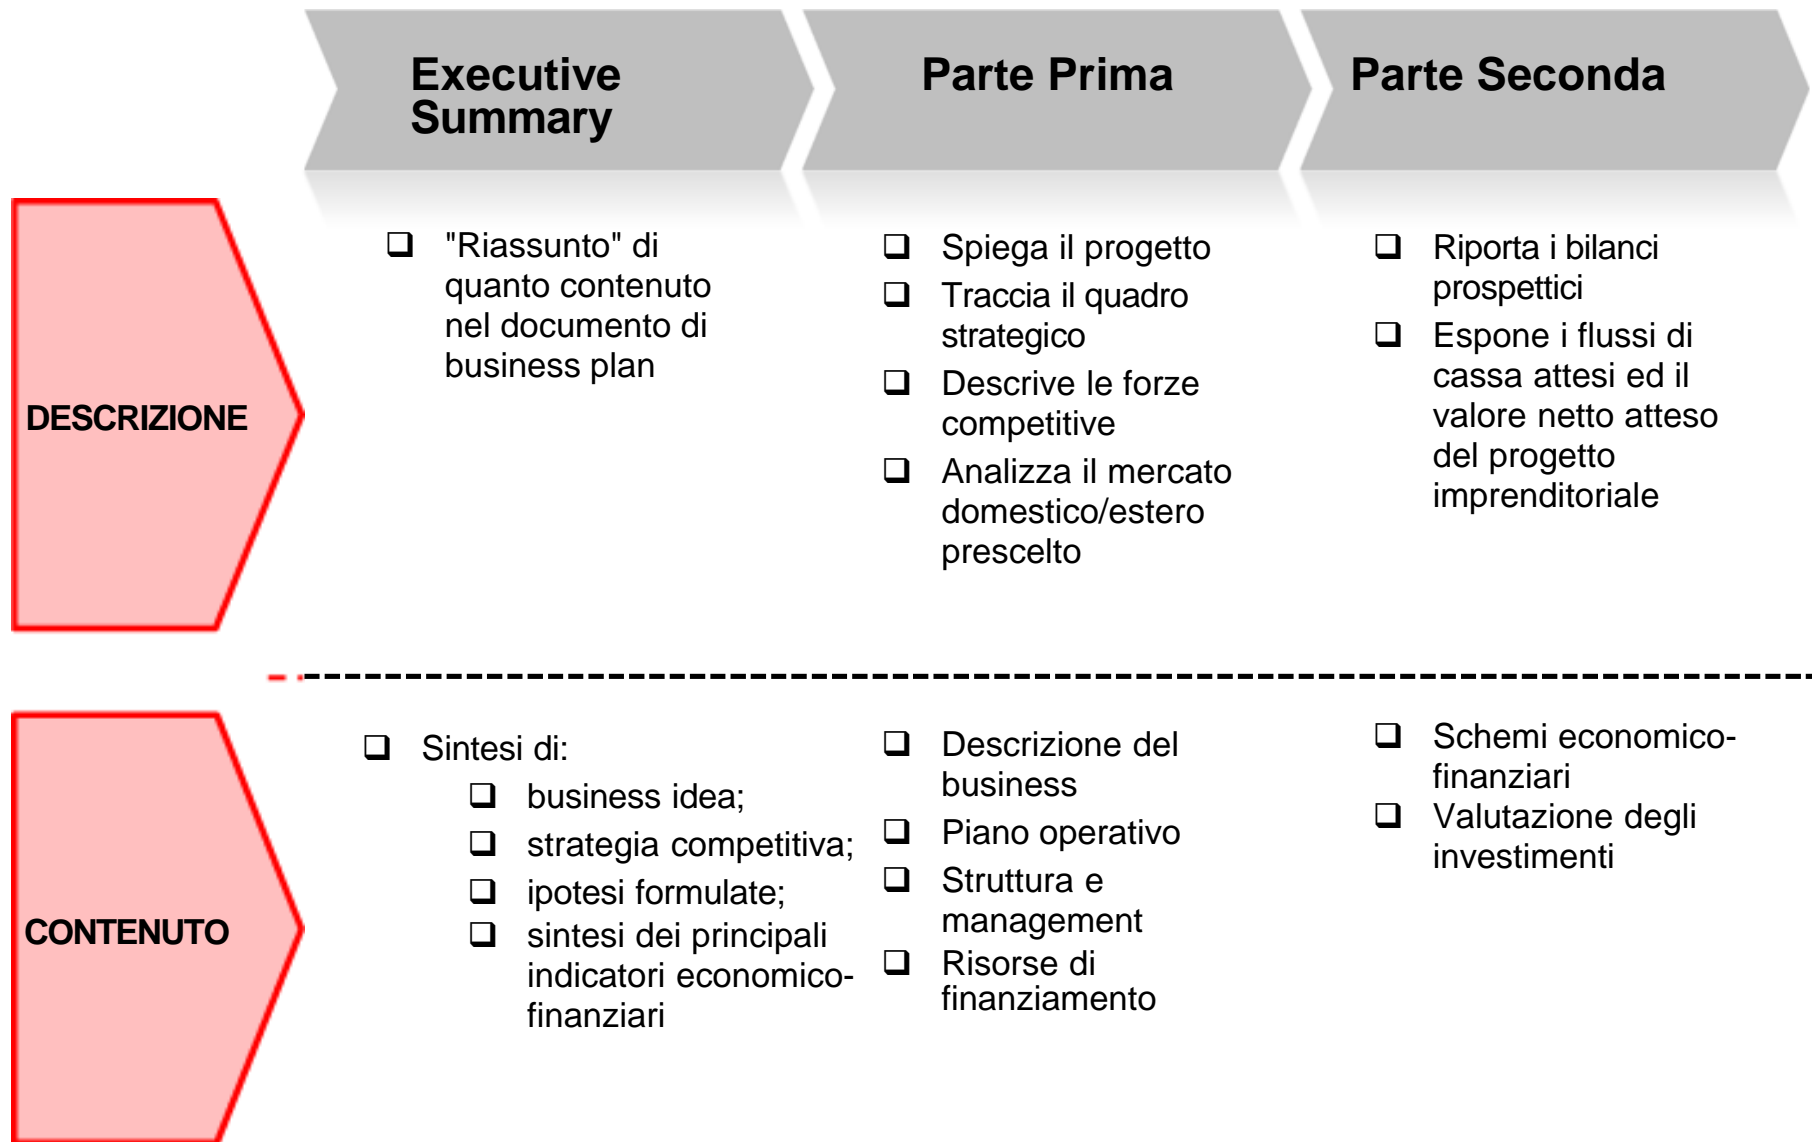 Executive
Summary
Parte Prima
Parte Seconda
DESCRIZIONE
❑ "Riassunto" di
quanto contenuto
nel documento di
business plan
❑ Spiega il progetto
❑ Traccia il quadro
strategico
❑ Descrive le forze
competitive
❑ Analizza il mercato
domestico/estero
prescelto
❑ Riporta i bilanci
prospettici
❑ Espone i flussi di
cassa attesi ed il
valore netto atteso
del progetto
imprenditoriale
CONTENUTO
❑ Sintesi di:
❑ business idea;
❑ strategia competitiva;
❑ ipotesi formulate;
❑ sintesi dei principali
indicatori economico-
finanziari
❑ Descrizione del
business
❑ Piano operativo
❑ Struttura e
management
❑ Risorse di
finanziamento
❑ Schemi economico-
finanziari
❑ Valutazione degli
investimenti